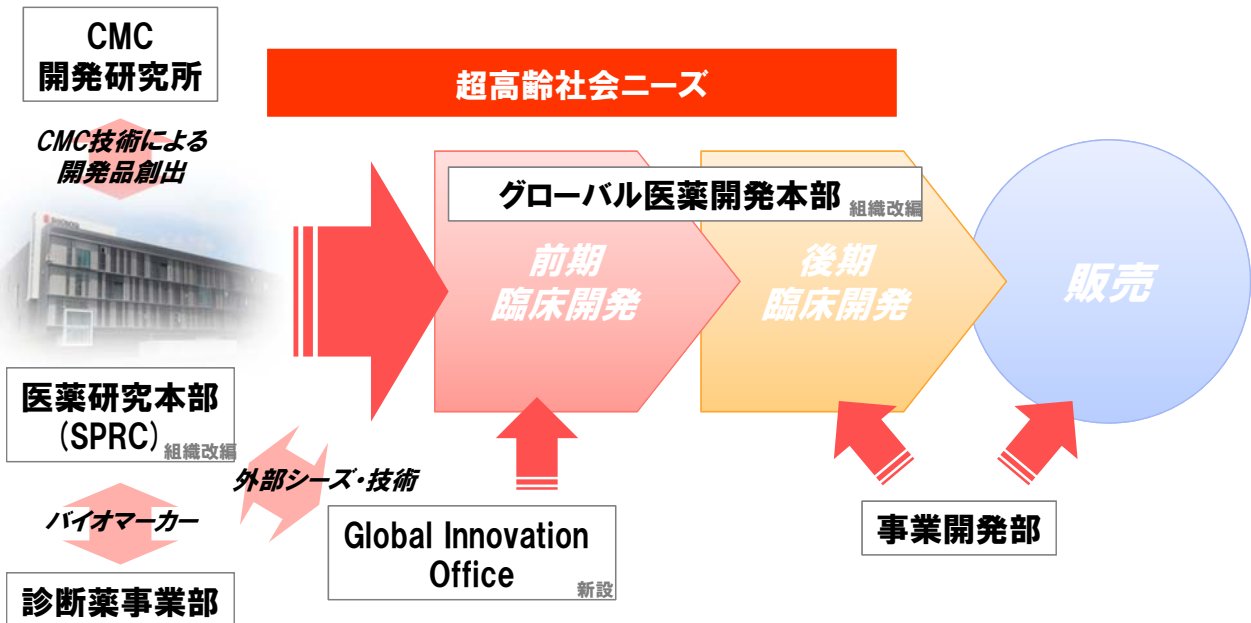 CMC
開発研究所
超高齢社会ニーズ
CMC技術による
開発品創出
グローバル医薬開発本部
組織改編
前期
臨床開発
後期
臨床開発
販売
医薬研究本部
(SPRC)
組織改編
外部シーズ・技術
バイオマーカー
Global Innovation
Office
新設
事業開発部
診断薬事業部